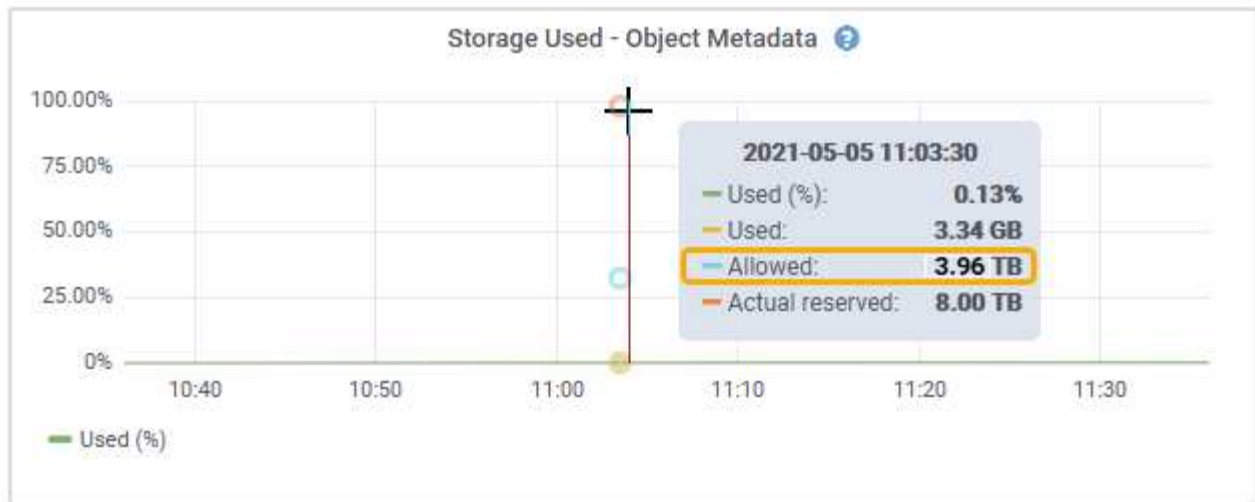 Storage Used - Object Metadata ?
100.00%
75.00%
50.00%
25.00%
0%
2021-05-05 11:03:30
Used (%): 0.13%
Used: 3.34 GB
Allowed: 3.96 TB
Actual reserved: 8.00 TB
10:40 10:50 11:00 11:10 11:20 11:30
Used (%)